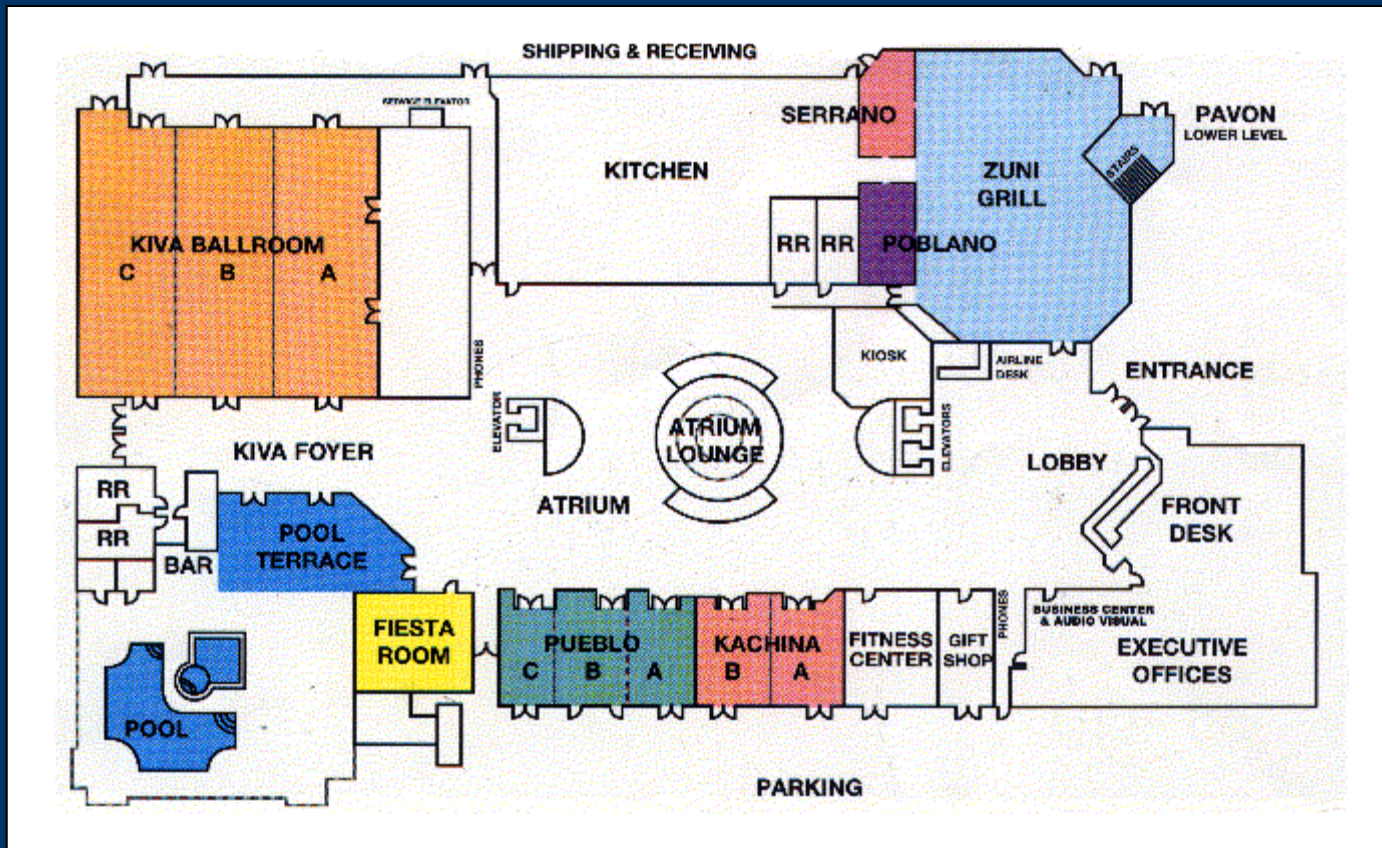 SHIPPING & RECEIVING
SERVICE ELEVATOR
SERRANO
PAVON
LOWER LEVEL
STAIRS
KITCHEN
ZUNI
GRILL
KIVA BALLROOM
C B A
RR RR
POBLANO
PHONES
KIOSK
AIRLINE
DESK
ENTRANCE
ELEVATOR
ATRIUM
LOUNGE
ELEVATORS
KIVA FOYER
LOBBY
RR
ATRIUM
FRONT
DESK
RR
POOL
TERRACE
BAR
FIESTA
ROOM
PUEBLO
C B A
KACHINA
B A
FITNESS
CENTER
GIFT
SHOP
PHONES
BUSINESS CENTER
& AUDIO VISUAL
EXECUTIVE
OFFICES
POOL
PARKING